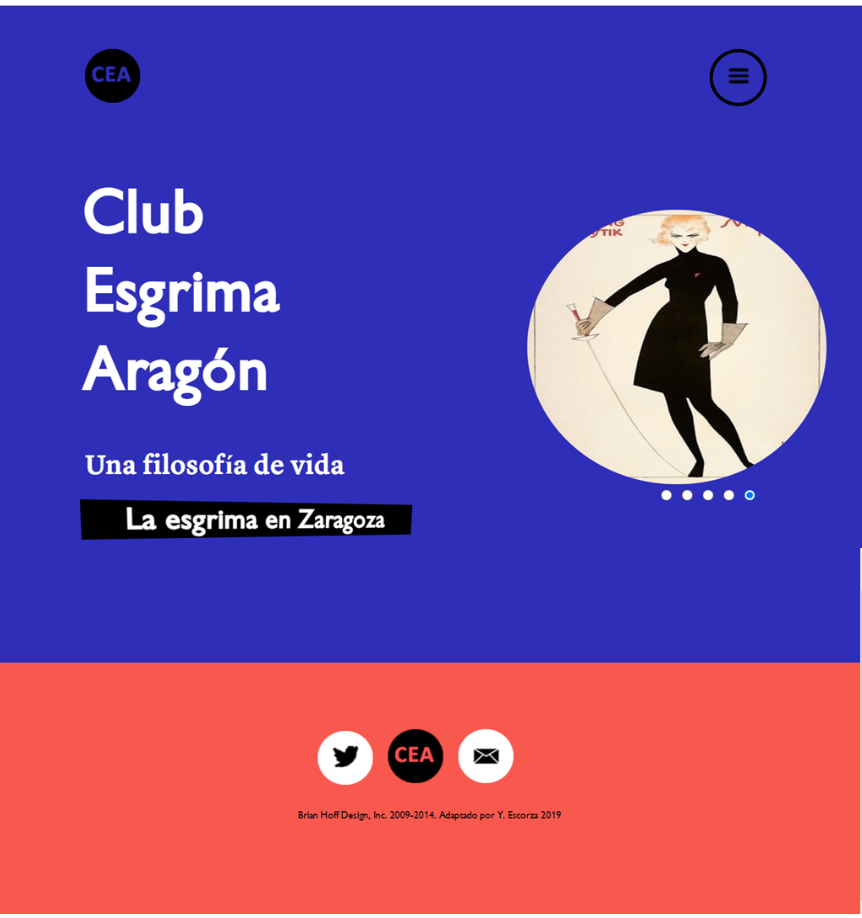 CEA
Club
Esgrima
Aragón
STIK
Una filosofía de vida
La esgrima en Zaragoza
CEA
Brian Hoff Design, Inc. 2009-2014. Adaptado por Y. Escorza 2019